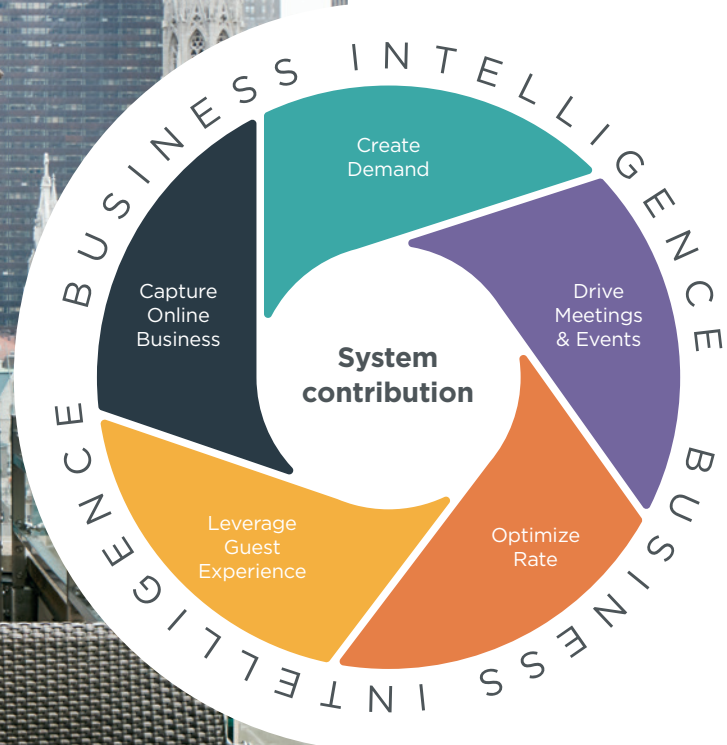 BUSINESS INTELLIGENCE
BUSINESS INTELLIGENCE
Create
Demand
Drive
Meetings
& Events
Optimize
Rate
Leverage
Guest
Experience
Capture
Online
Business
System
contribution